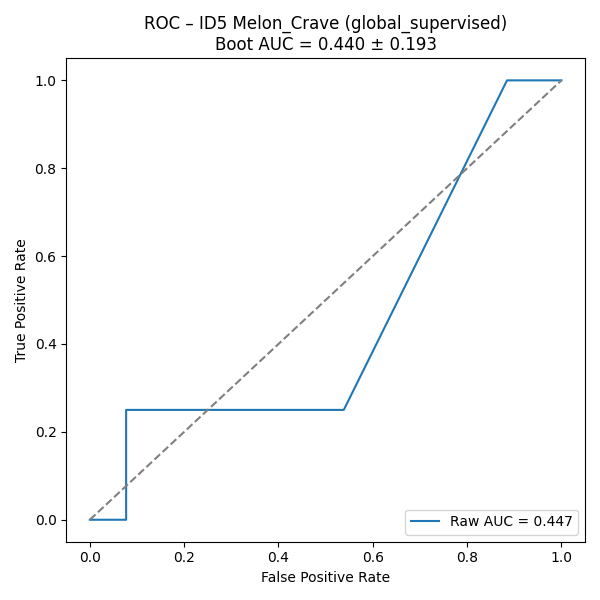 ROC – ID5 Melon_Crave (global_supervised)
Boot AUC = 0.440 ± 0.193
True Positive Rate
1.0
0.8
0.6
0.4
0.2
0.0
Raw AUC = 0.447
0.0 0.2 0.4 0.6 0.8 1.0
False Positive Rate